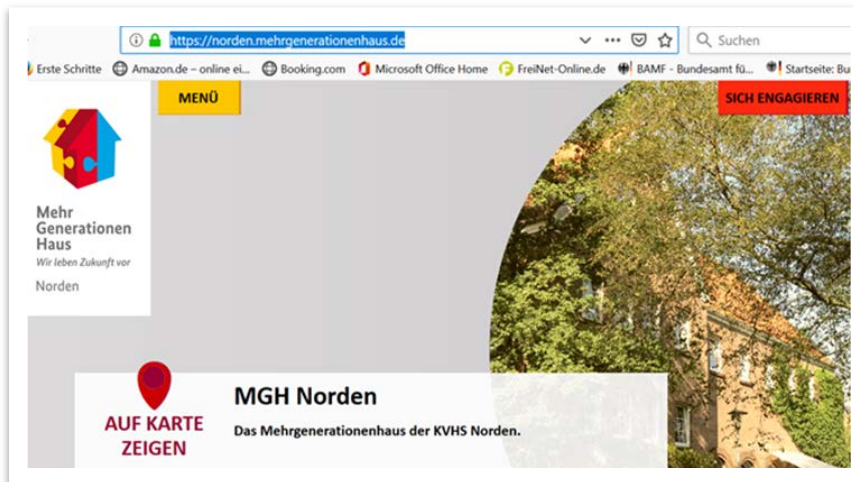 https://norden.mehrgenerationenhaus.de
Suchen
Erste Schritte Amazon.de – online ei... Booking.com Microsoft Office Home FreiNet-Online.de BAMF - Bundesamt fü... Startseite: Bu
MENÜ
SICH ENGAGIEREN
Mehr
Generationen
Haus
Wir leben Zukunft vor
Norden
AUF KARTE
ZEIGEN
MGH Norden
Das Mehrgenerationenhaus der KVHS Norden.